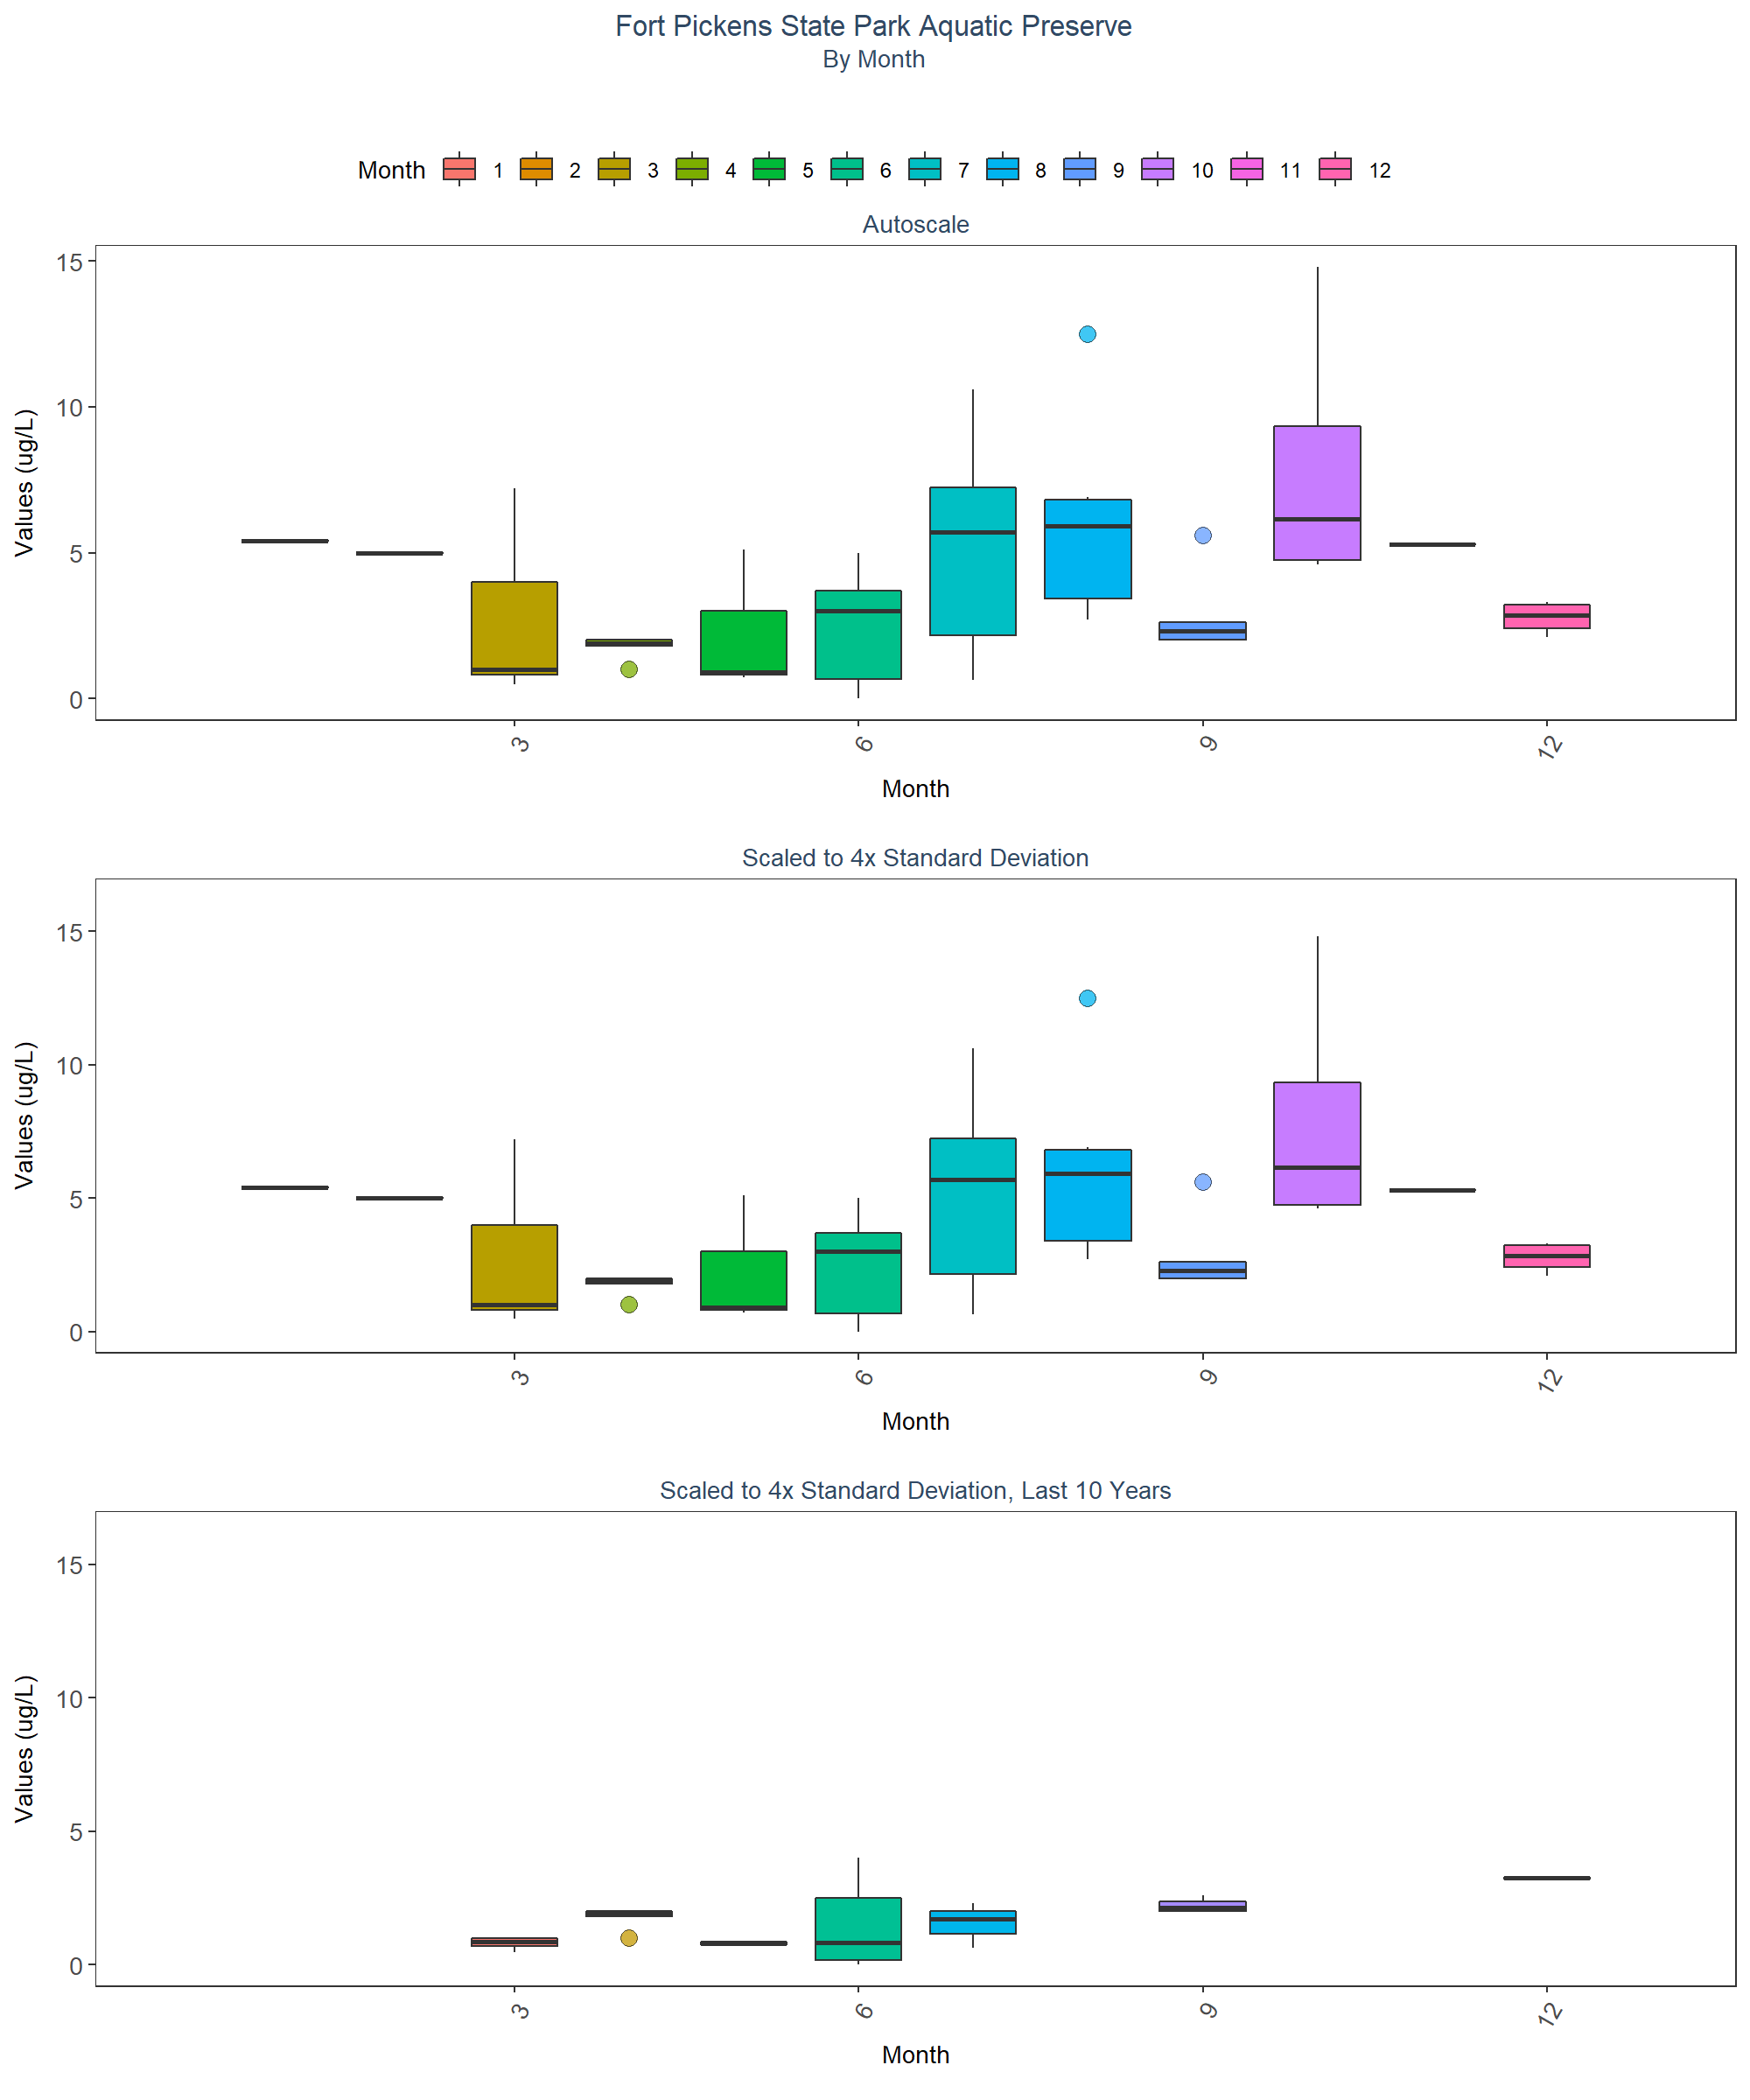 Fort Pickens State Park Aquatic Preserve
By Month
Month 1 2 3 4 5 6 7 8 9 10 11 12
Autoscale
15
10
5
0
Values (ug/L)
3 6 9 12
Month
Scaled to 4x Standard Deviation
15
10
5
0
Values (ug/L)
3 6 9 12
Month
Scaled to 4x Standard Deviation, Last 10 Years
15
10
5
0
Values (ug/L)
3 6 9 12
Month